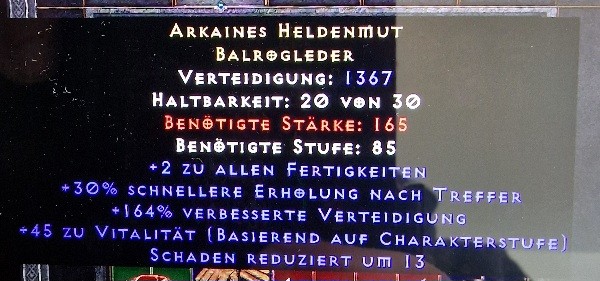 Arkaines Heldenmut
Balrogleder
Verteidigung: 1367
Haltbarkeit: 20 von 30
Benötigte Stärke: 165
Benötigte Stufe: 85
+2 zu allen Fertigkeiten
+30% schnellere Erholung nach Treffer
+164% verbesserte Verteidigung
+45 zu Vitalität (Basierend auf Charakterstufe)
Schaden reduziert um 13